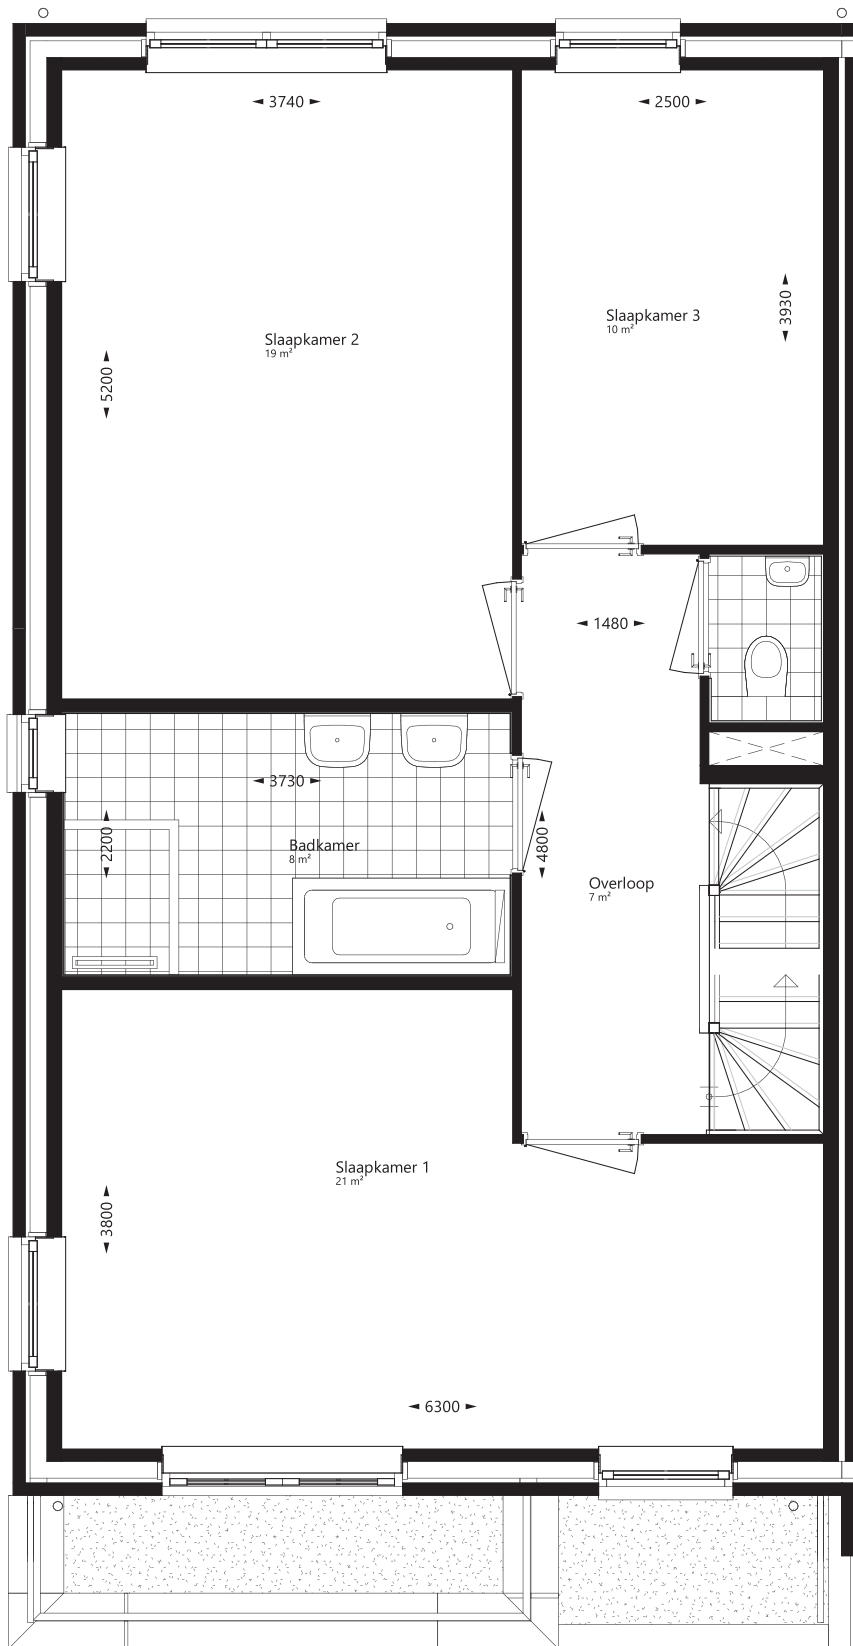 3740
2500
3930
Slaapkamer 3
10 m²
Slaapkamer 2
19 m²
5200
1480
3730
2200
Badkamer
8 m²
4800
Overloop
7 m²
Slaapkamer 1
21 m²
3800
6300